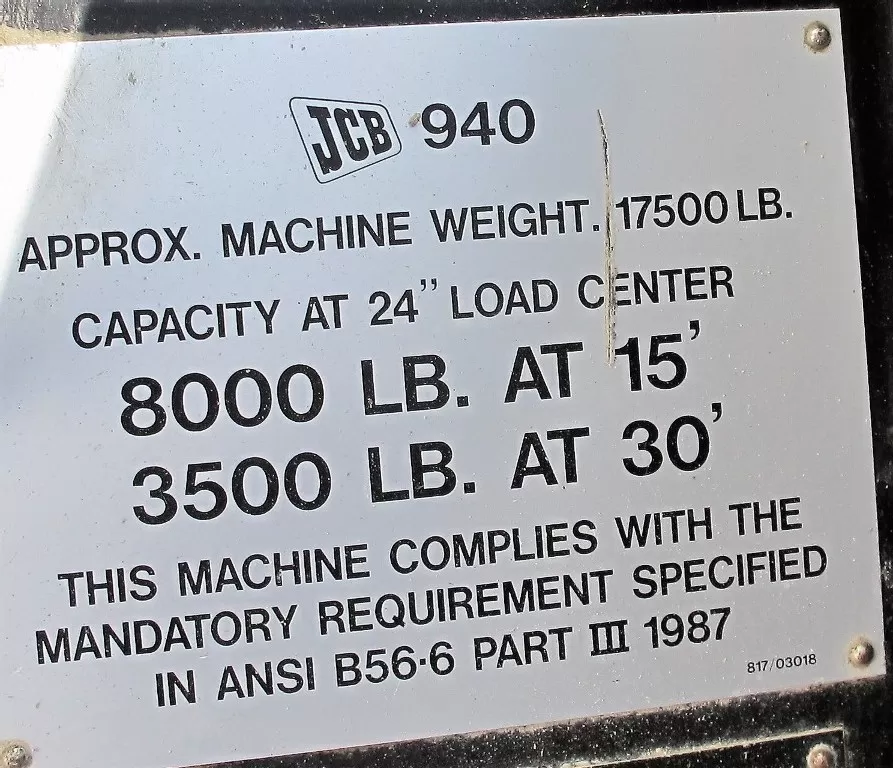 JCB 940
APPROX. MACHINE WEIGHT. 17500 LB.
CAPACITY AT 24" LOAD CENTER
8000 LB. AT 15'
3500 LB. AT 30'
THIS MACHINE COMPLIES WITH THE
MANDATORY REQUIREMENT SPECIFIED
IN ANSI B56·6 PART III 1987
817/03018